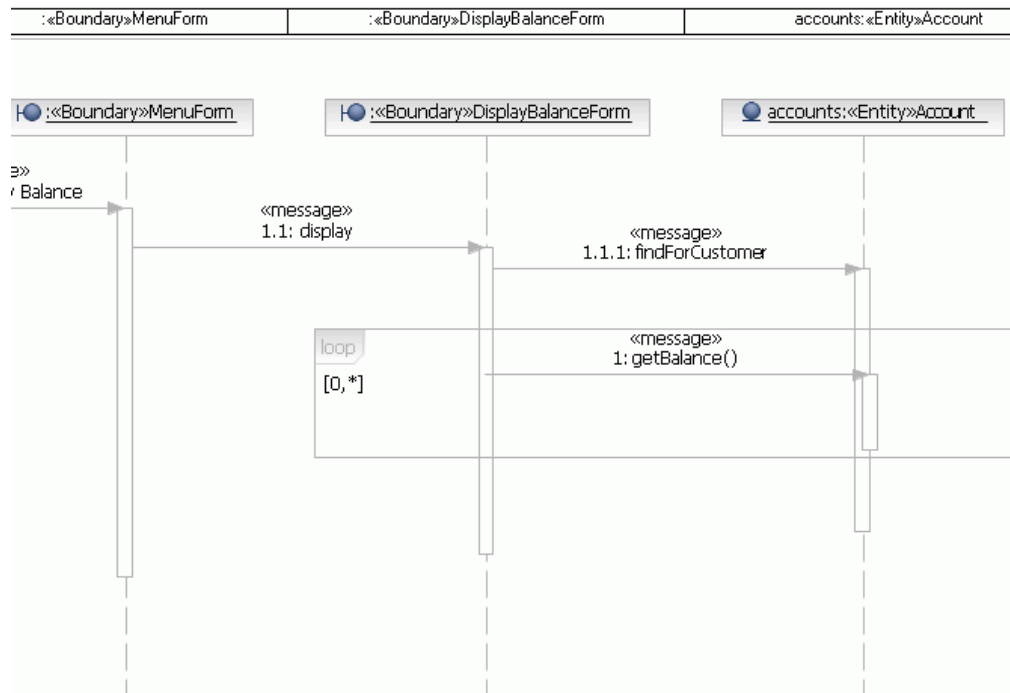 :«Boundary»MenuForm
:«Boundary»DisplayBalanceForm
accounts:«Entity»Account
:«Boundary»MenuForm
:«Boundary»DisplayBalanceForm
accounts:«Entity»Account
e»
y Balance
«message»
1.1: display
«message»
1.1.1: findForCustomer
loop
[0,*]
«message»
1: getBalance()